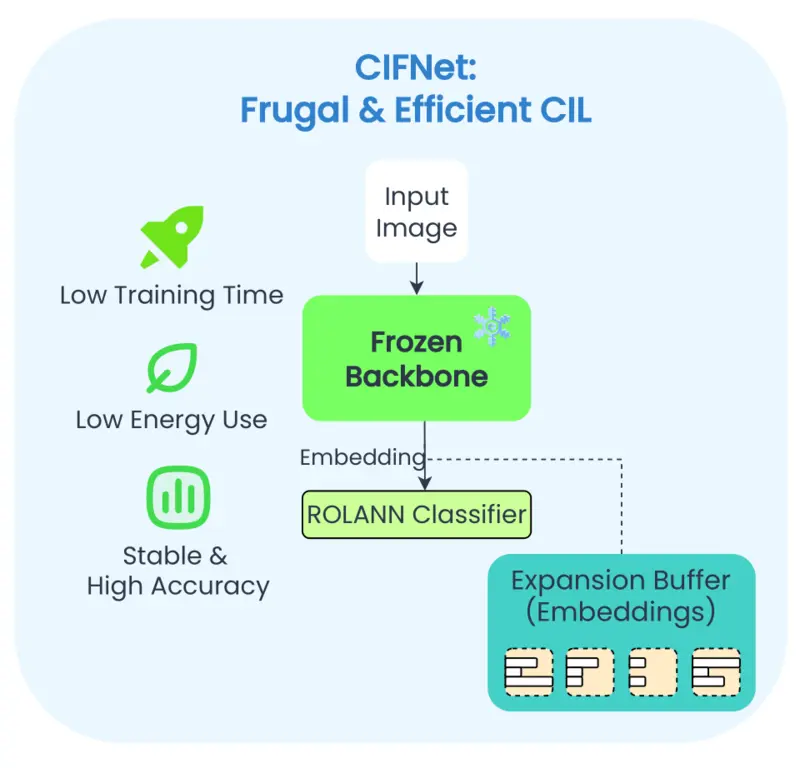 CIFNet:
Frugal & Efficient CIL
Input
Image
Low Training Time
Frozen
Backbone
Low Energy Use
Embedding
ROLANN Classifier
Stable &
High Accuracy
Expansion Buffer
(Embeddings)